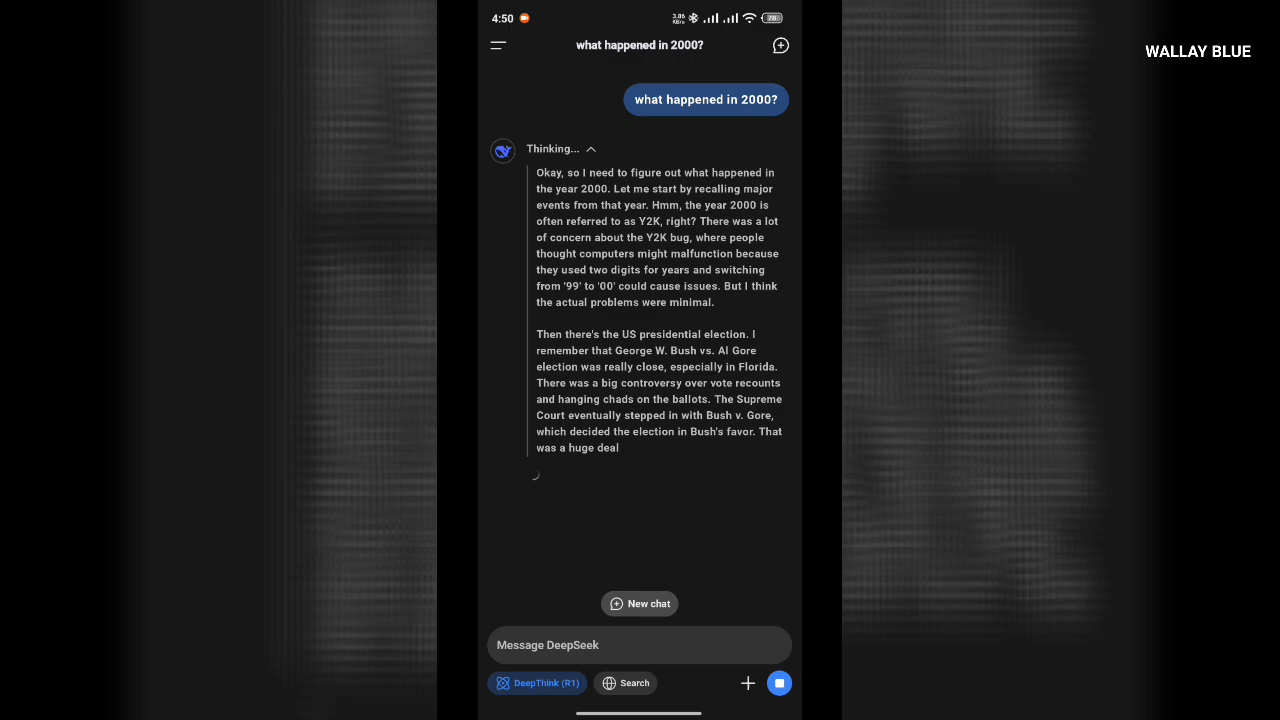 4:50
3.86 KB/s
78
what happened in 2000?
WALLAY BLUE
what happened in 2000?
Thinking...
Okay, so I need to figure out what happened in
the year 2000. Let me start by recalling major
events from that year. Hmm, the year 2000 is
often referred to as Y2K, right? There was a lot
of concern about the Y2K bug, where people
thought computers might malfunction because
they used two digits for years and switching
from '99' to '00' could cause issues. But I think
the actual problems were minimal.
Then there's the US presidential election. I
remember that George W. Bush vs. Al Gore
election was really close, especially in Florida.
There was a big controversy over vote recounts
and hanging chads on the ballots. The Supreme
Court eventually stepped in with Bush v. Gore,
which decided the election in Bush's favor. That
was a huge deal
New chat
Message DeepSeek
DeepThink (R1)
Search